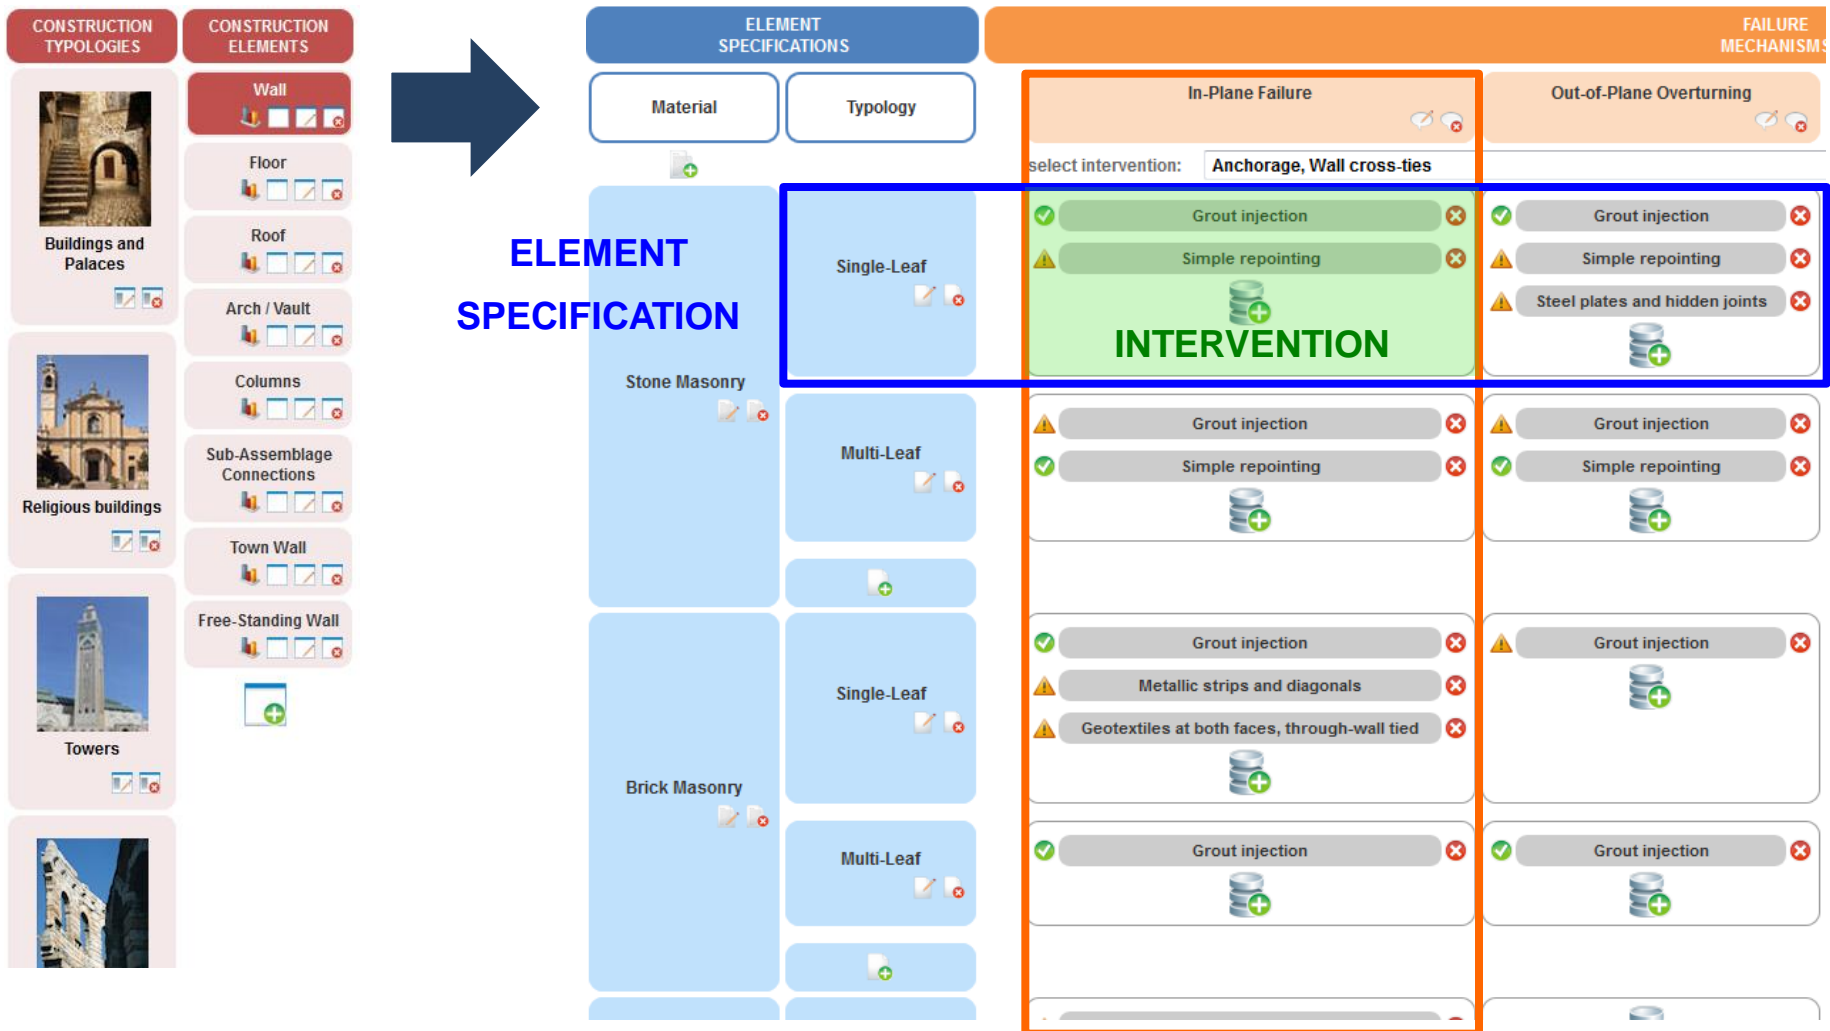 CONSTRUCTION
TYPOLOGIES
CONSTRUCTION
ELEMENTS
Buildings and
Palaces
Religious buildings
Towers
Wall
Floor
Roof
Arch / Vault
Columns
Sub-Assemblage
Connections
Town Wall
Free-Standing Wall
ELEMENT
SPECIFICATIONS
FAILURE
MECHANISMS
Material
Typology
In-Plane Failure
Out-of-Plane Overturning
select intervention:
Anchorage, Wall cross-ties
ELEMENT
SPECIFICATION
INTERVENTION
Stone Masonry
Single-Leaf
Grout injection
Simple repointing
Grout injection
Simple repointing
Steel plates and hidden joints
Multi-Leaf
Grout injection
Simple repointing
Grout injection
Simple repointing
Brick Masonry
Single-Leaf
Grout injection
Metallic strips and diagonals
Geotextiles at both faces, through-wall tied
Grout injection
Multi-Leaf
Grout injection
Grout injection